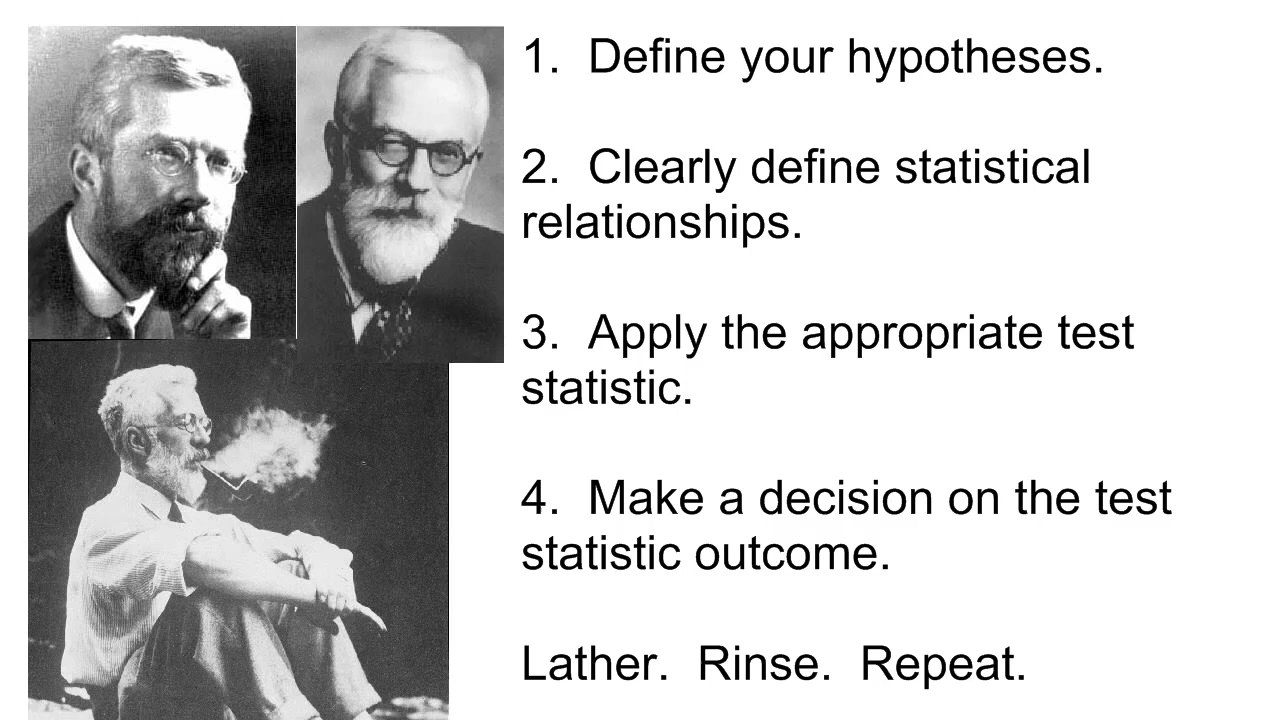 1.  Define your hypotheses.
2.  Clearly define statistical
relationships.
3.  Apply the appropriate test
statistic.
4.  Make a decision on the test
statistic outcome.
Lather.  Rinse.  Repeat.